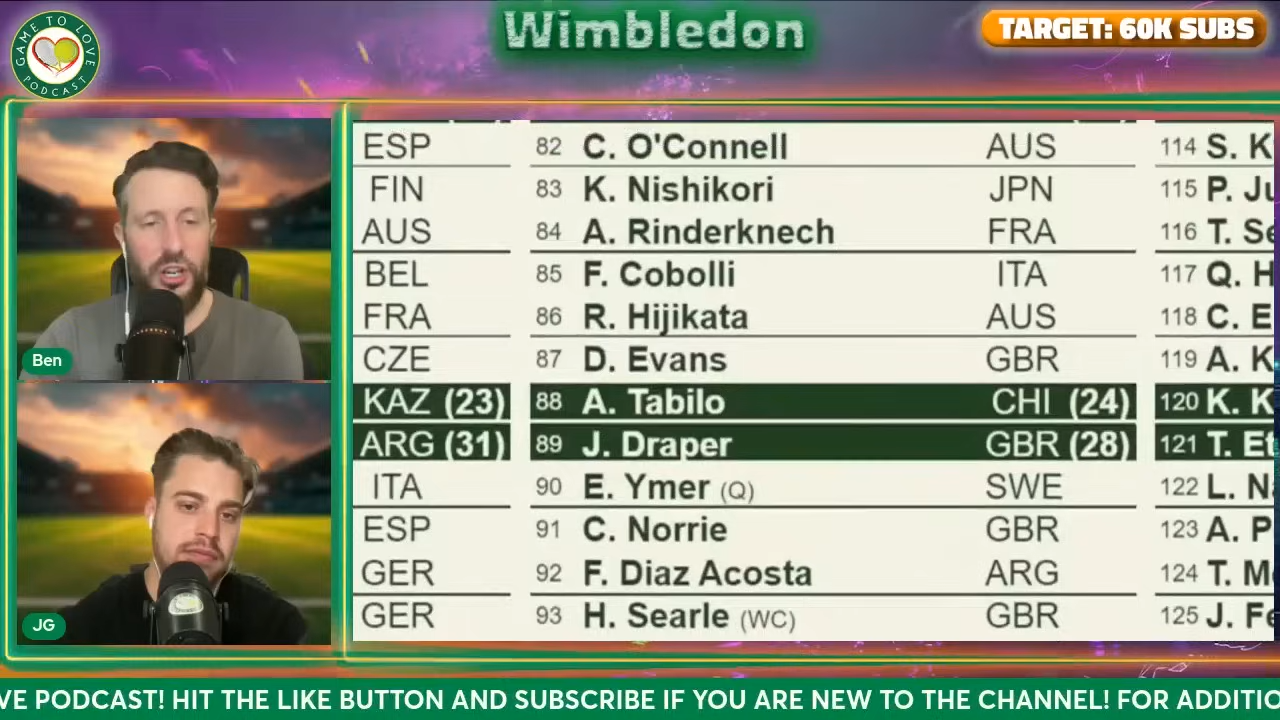 GAME TO LOVE
PODCAST
Wimbledon
TARGET: 60K SUBS
ESP 82 C. O'Connell AUS 114 S. K
FIN 83 K. Nishikori JPN 115 P. Ju
AUS 84 A. Rinderknech FRA 116 T. Se
BEL 85 F. Cobolli ITA 117 Q. H
FRA 86 R. Hijikata AUS 118 C. E
CZE 87 D. Evans GBR 119 A. K
KAZ (23) 88 A. Tabilo CHI (24) 120 K. K
ARG (31) 89 J. Draper GBR (28) 121 T. Et
ITA 90 E. Ymer (Q) SWE 122 L. Na
ESP 91 C. Norrie GBR 123 A. P
GER 92 F. Diaz Acosta ARG 124 T. Mo
GER 93 H. Searle (WC) GBR 125 J. Fe
Ben
JG
VE PODCAST! HIT THE LIKE BUTTON AND SUBSCRIBE IF YOU ARE NEW TO THE CHANNEL! FOR ADDITIO